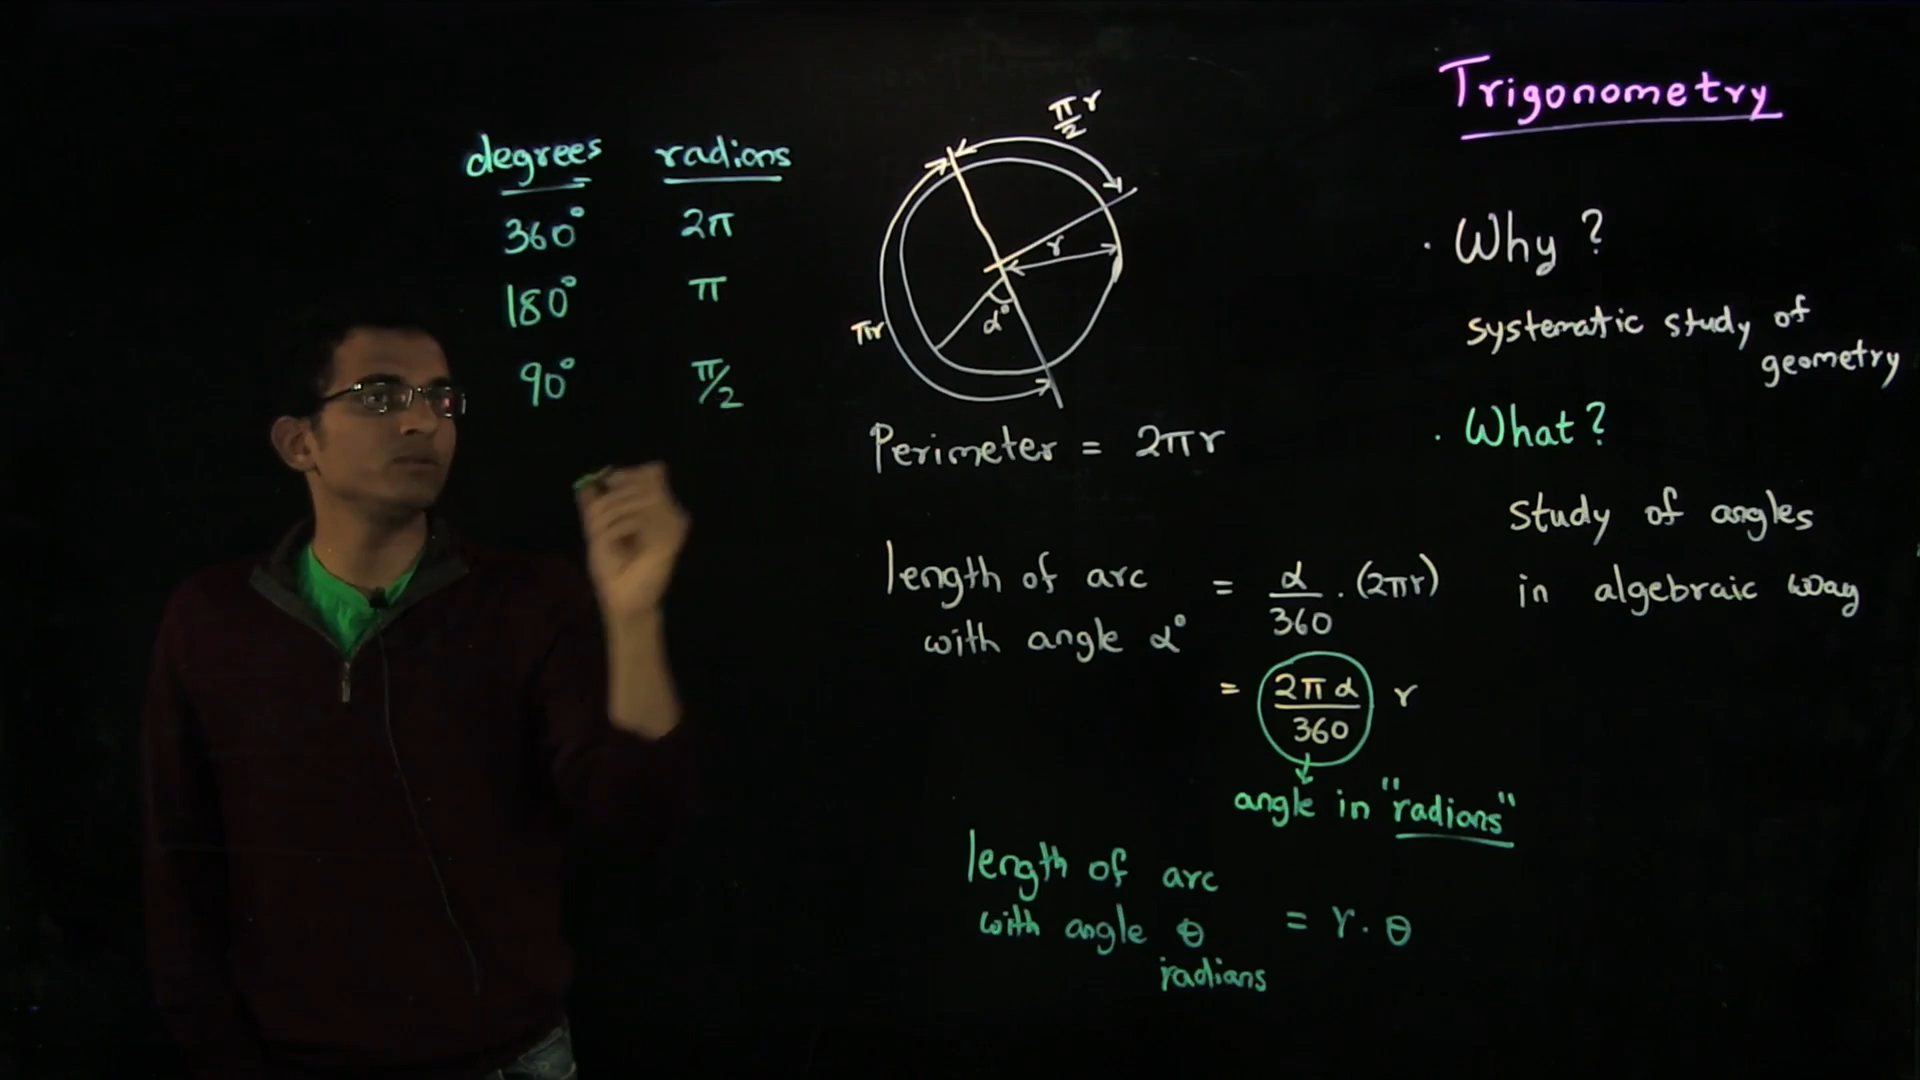 degrees radians
360° 2π
180° π
90° π/2
π/2 r
r
α°
πr
Perimeter = 2πr
length of arc
with angle α° = α/360 · (2πr)
= 2πα/360 r
angle in "radians"
length of arc
with angle θ = r · θ
radians
Trigonometry
· Why?
systematic study of
geometry
· What?
study of angles
in algebraic way